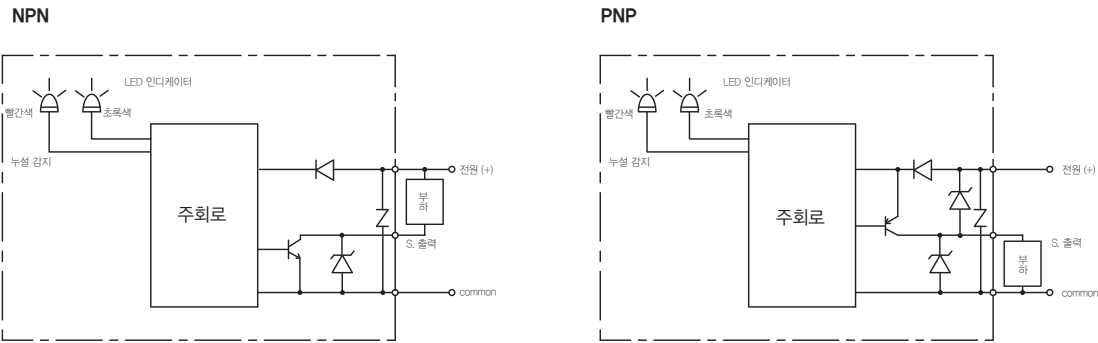 NPN
LED 인디케이터
빨간색
초록색
누설 감지
주회로
전원 (+)
부하
S. 출력
common
PNP
LED 인디케이터
빨간색
초록색
누설 감지
주회로
전원 (+)
S. 출력
부하
common